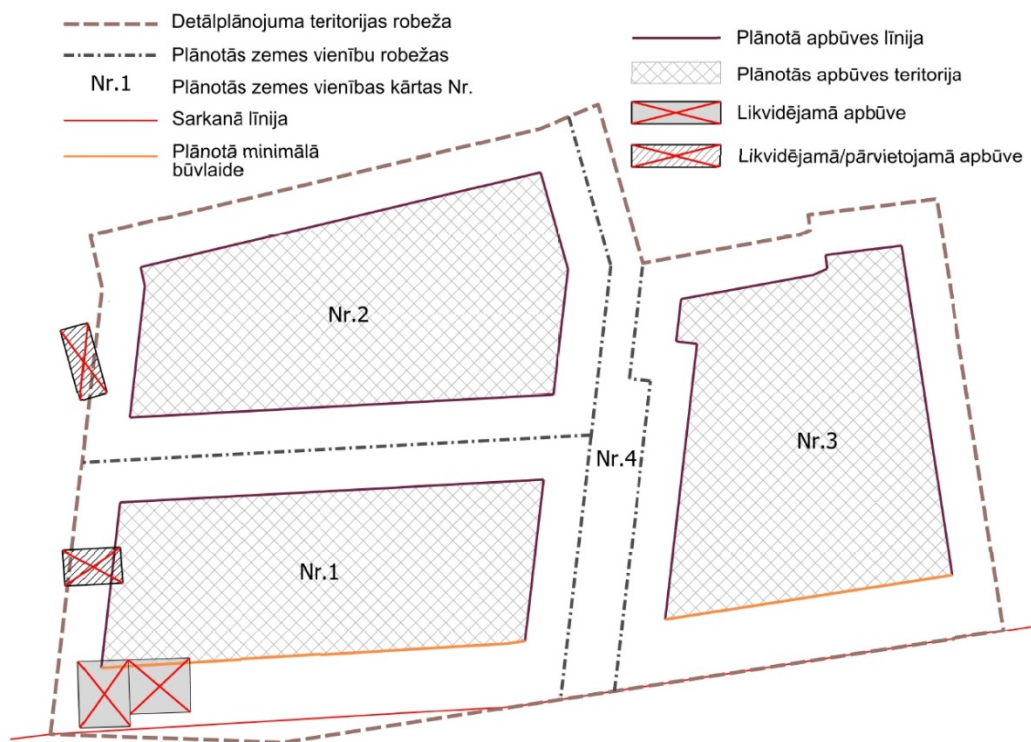 Detālplānojuma teritorijas robeža
Plānotās zemes vienību robežas
Nr.1 Plānotās zemes vienības kārtas Nr.
Sarkanā līnija
Plānotā minimālā
būvlaide
Plānotā apbūves līnija
Plānotās apbūves teritorija
Likvidējamā apbūve
Likvidējamā/pārvietojamā apbūve
Nr.2
Nr.3
Nr.4
Nr.1